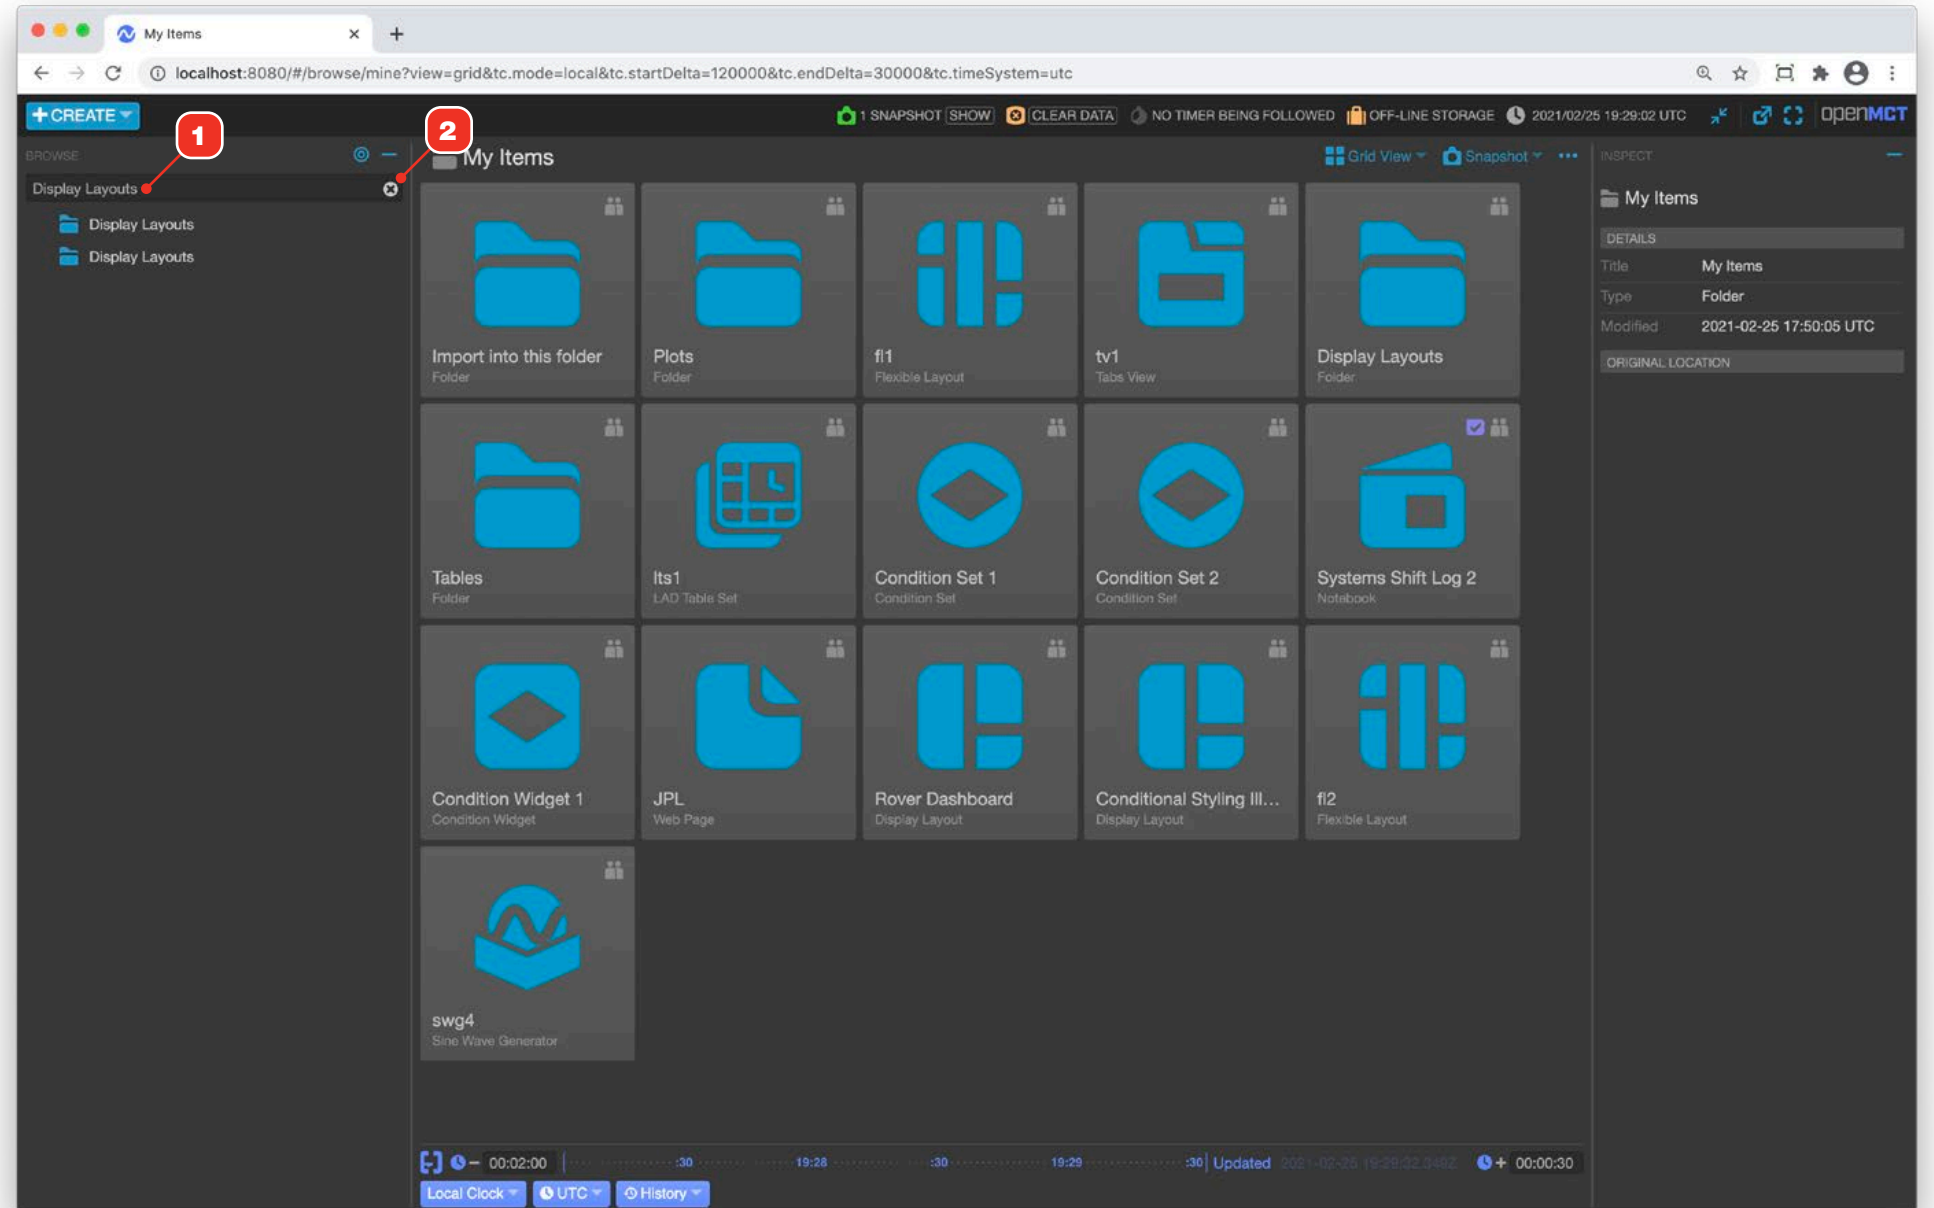 My Items
localhost:8080/#/browse/mine?view=grid&tc.mode=local&tc.startDelta=120000&tc.endDelta=30000&tc.timeSystem=utc
CREATE
1
2
1 SNAPSHOT SHOW CLEAR DATA NO TIMER BEING FOLLOWED OFF-LINE STORAGE 2021/02/25 19:29:02 UTC openMCT
BROWSE
Display Layouts
Display Layouts
Display Layouts
My Items Grid View Snapshot
Import into this folder
Folder
Plots
Folder
fl1
Flexible Layout
tv1
Tabs View
Display Layouts
Folder
Tables
Folder
lts1
LAD Table Set
Condition Set 1
Condition Set
Condition Set 2
Condition Set
Systems Shift Log 2
Notebook
Condition Widget 1
Condition Widget
JPL
Web Page
Rover Dashboard
Display Layout
Conditional Styling Ill...
Display Layout
fl2
Flexible Layout
swg4
Sine Wave Generator
INSPECT
My Items
DETAILS
Title My Items
Type Folder
Modified 2021-02-25 17:50:05 UTC
ORIGINAL LOCATION
00:02:00 :30 19:28 :30 19:29 :30 Updated 2021-02-25 19:29:32.049Z + 00:00:30
Local Clock UTC History